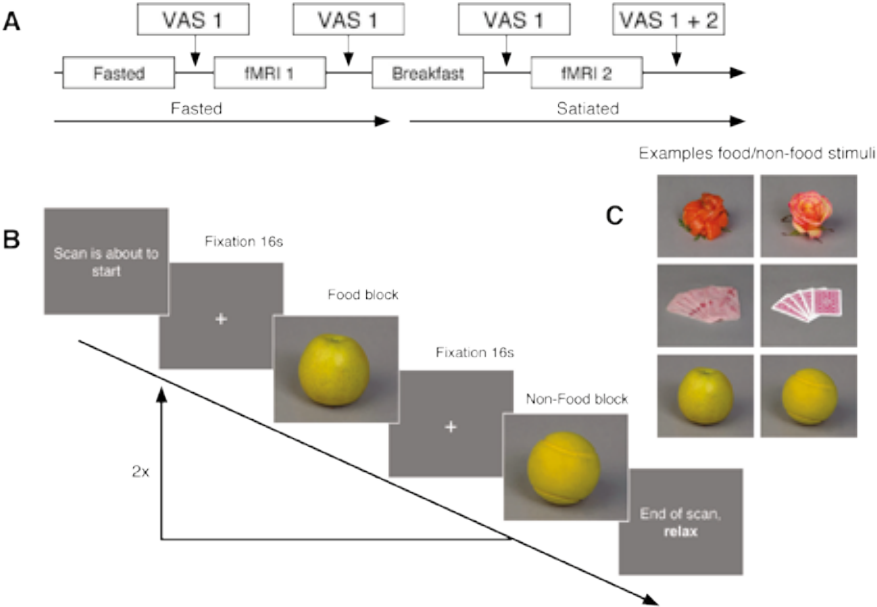 A
VAS 1
VAS 1
VAS 1
VAS 1 + 2
Fasted
fMRI 1
Breakfast
fMRI 2
Fasted
Satiated
Examples food/non-food stimuli
C
B
Scan is about to
start
Fixation 16s
+
Food block
Fixation 16s
+
Non-Food block
2x
End of scan,
relax